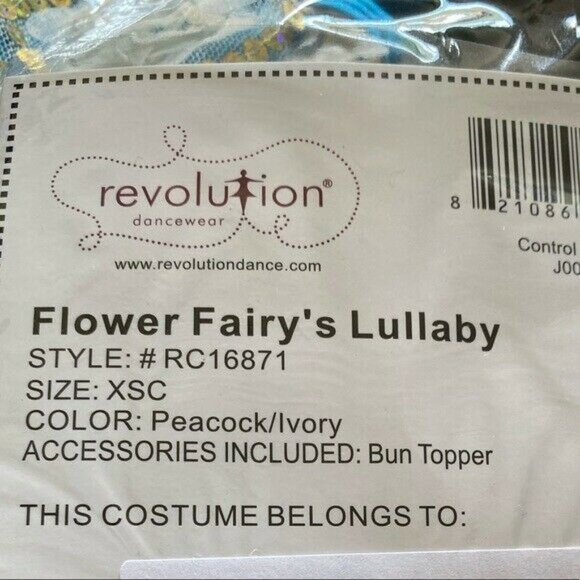 revolution®
dancewear
www.revolutiondance.com
8 21086
Control
J00
Flower Fairy's Lullaby
STYLE: # RC16871
SIZE: XSC
COLOR: Peacock/Ivory
ACCESSORIES INCLUDED: Bun Topper
THIS COSTUME BELONGS TO: